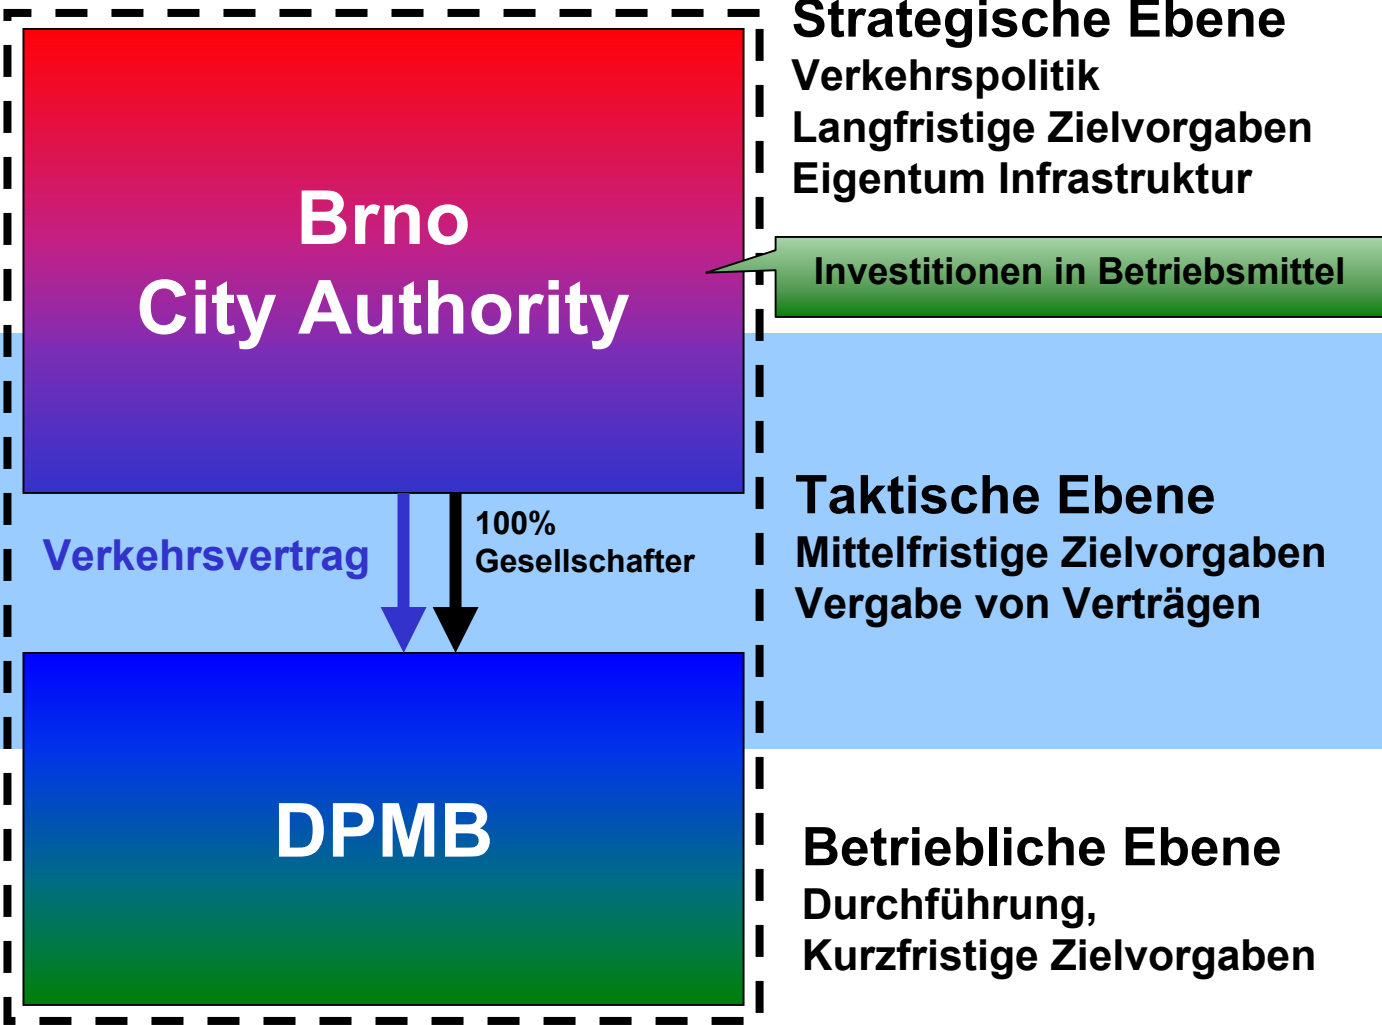 Strategische Ebene
Verkehrspolitik
Langfristige Zielvorgaben
Eigentum Infrastruktur
Brno
City Authority
Investitionen in Betriebsmittel
Taktische Ebene
Mittelfristige Zielvorgaben
Vergabe von Verträgen
Verkehrsvertrag
100%
Gesellschafter
DPMB
Betriebliche Ebene
Durchführung,
Kurzfristige Zielvorgaben